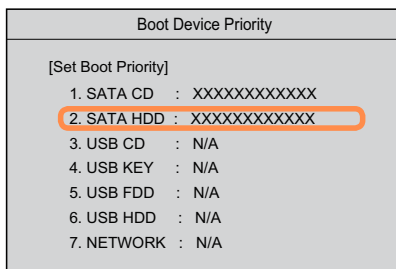 Boot Device Priority
[Set Boot Priority]
1. SATA CD : XXXXXXXXXXXX
2. SATA HDD : XXXXXXXXXXXX
3. USB CD : N/A
4. USB KEY : N/A
5. USB FDD : N/A
6. USB HDD : N/A
7. NETWORK : N/A